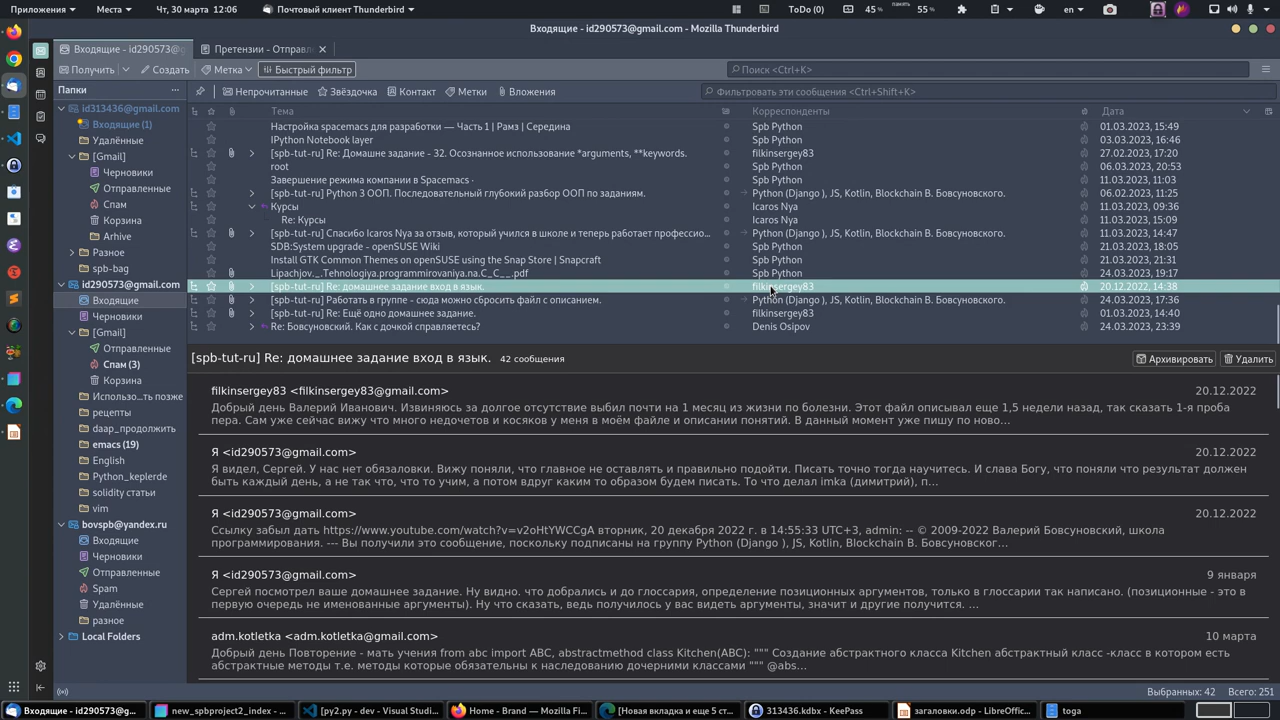 Приложения Места Чт, 30 марта 12:06 Почтовый клиент Thunderbird ToDo (0) 45 % память 55 % en
Входящие - id290573@gmail.com - Mozilla Thunderbird
Входящие - id290573@g
Претензии - Отправл
Получить Создать Метка Быстрый фильтр Поиск <Ctrl+K>
Папки ...
Непрочитанные Звёздочка Контакт Метки Вложения Фильтровать эти сообщения <Ctrl+Shift+K>
Тема Корреспонденты Дата
id313436@gmail.com
Входящие (1)
Удалённые
[Gmail]
Черновики
Отправленные
Спам
Корзина
Arhive
Разное
spb-bag
id290573@gmail.com
Входящие
Черновики
[Gmail]
Отправленные
Спам (3)
Корзина
Использо...ть позже
рецепты
daap_продолжить
emacs (19)
English
Python_keplerde
solidity статьи
vim
bovspb@yandex.ru
Входящие
Черновики
Отправленные
Spam
Удалённые
разное
Local Folders
Настройка spacemacs для разработки — Часть 1 | Рамз | Середина Spb Python 01.03.2023, 15:49
IPython Notebook layer Spb Python 03.03.2023, 16:46
[spb-tut-ru] Re: Домашне задание - 32. Осознанное использование *arguments, **keywords. filkinsergey83 27.02.2023, 17:20
root Spb Python 06.03.2023, 20:53
Завершение режима компании в Spacemacs · Spb Python 11.03.2023, 11:03
[spb-tut-ru] Python 3 ООП. Последовательный глубокий разбор ООП по заданиям. Python (Django ), JS, Kotlin, Blockchain В. Бовсуновского. 06.02.2023, 11:25
Курсы Icaros Nya 11.03.2023, 09:36
Re: Курсы Icaros Nya 11.03.2023, 15:09
[spb-tut-ru] Спасибо Icaros Nya за отзыв, который учился в школе и теперь работает профессио... Python (Django ), JS, Kotlin, Blockchain В. Бовсуновского. 11.03.2023, 14:47
SDB:System upgrade - openSUSE Wiki Spb Python 21.03.2023, 18:05
Install GTK Common Themes on openSUSE using the Snap Store | Snapcraft Spb Python 21.03.2023, 21:31
Lipachjov._.Tehnologiya.programmirovaniya.na.C_C__.pdf Spb Python 24.03.2023, 19:17
[spb-tut-ru] Re: домашнее задание вход в язык. filkinsergey83 20.12.2022, 14:38
[spb-tut-ru] Работать в группе - сюда можно сбросить файл с описанием. Python (Django ), JS, Kotlin, Blockchain В. Бовсуновского. 24.03.2023, 17:36
[spb-tut-ru] Re: Ещё одно домашнее задание. filkinsergey83 01.03.2023, 14:40
Re: Бовсуновский. Как с дочкой справляетесь? Denis Osipov 24.03.2023, 23:39
[spb-tut-ru] Re: домашнее задание вход в язык. 42 сообщения Архивировать Удалить
filkinsergey83 <filkinsergey83@gmail.com> 20.12.2022
Добрый день Валерий Иванович. Извиняюсь за долгое отсутствие выбил почти на 1 месяц из жизни по болезни. Этот файл описывал еще 1,5 недели назад, так сказать 1-я проба
пера. Сам уже сейчас вижу что много недочетов и косяков у меня в моём файле и описании понятий. В данный момент уже пишу по ново...
Я <id290573@gmail.com> 20.12.2022
Я видел, Сергей. У нас нет обязаловки. Вижу поняли, что главное не оставлять и правильно подойти. Писать точно тогда научитесь. И слава Богу, что поняли что результат должен
быть каждый день, а не так что, что то учим, а потом вдруг каким то образом будем писать. То что делал imka (димитрий), п...
Я <id290573@gmail.com> 20.12.2022
Ссылку забыл дать https://www.youtube.com/watch?v=v2oHtYWCCgA вторник, 20 декабря 2022 г. в 14:55:33 UTC+3, admin: -- © 2009-2022 Валерий Бовсуновский, школа
программирования. --- Вы получили это сообщение, поскольку подписаны на группу Python (Django ), JS, Kotlin, Blockchain В. Бовсуновског...
Я <id290573@gmail.com> 9 января
Сергей посмотрел ваше домашнее задание. Ну видно. что добрались и до глоссария, определение позиционных аргументов, только в глоссарии так написано. (позиционные - это в
первую очередь не именованные аргументы). Ну что сказать, ведь получилось у вас видеть аргументы, значит и другие получится. ...
adm.kotletka <adm.kotletka@gmail.com> 10 марта
Добрый день Повторение - мать учения from abc import ABC, abstractmethod class Kitchen(ABC): """ Создание абстрактного класса Kitchen абстрактный класс -класс в котором есть
абстрактные методы т.е. методы которые обязательны к наследованию дочерними классами """ @abs...
Выбранных: 42 Всего: 251
Входящие - id290573@g... new_spbproject2_index - ... [py2.py - dev - Visual Studi... Home - Brand — Mozilla Fi... [Новая вкладка и еще 5 ст... 313436.kdbx - KeePass загаловки.odp — LibreOffic... toga